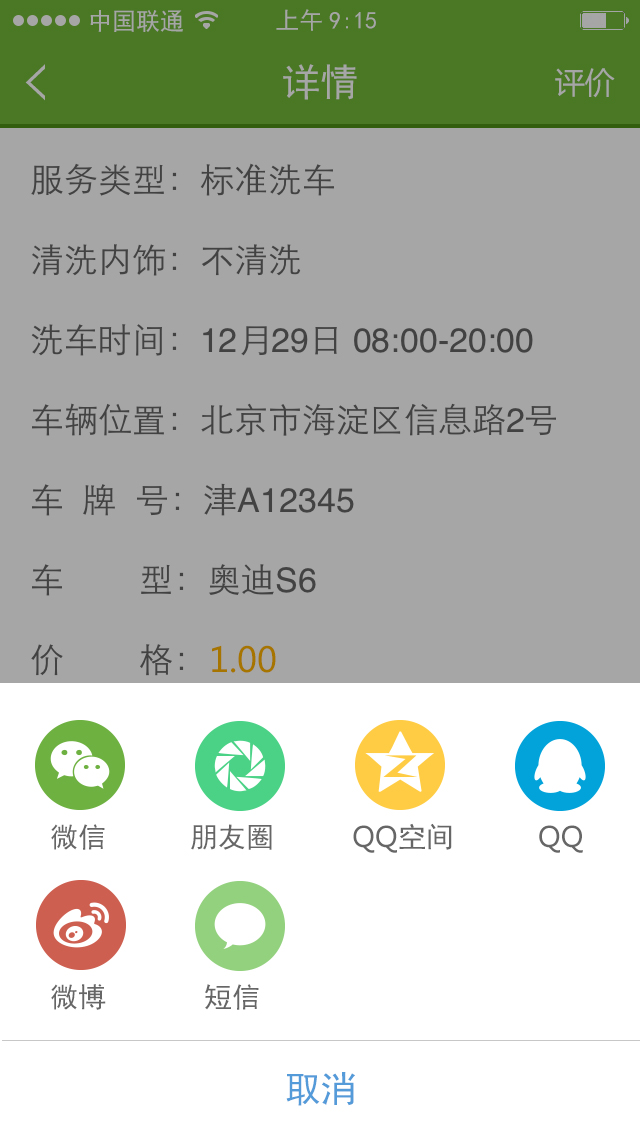 中国联通 上午 9:15
详情 评价
服务类型：标准洗车
清洗内饰：不清洗
洗车时间：12月29日 08:00-20:00
车辆位置：北京市海淀区信息路2号
车 牌 号：津A12345
车 型：奥迪S6
价 格：1.00
微信 朋友圈 QQ空间 QQ
微博 短信
取消